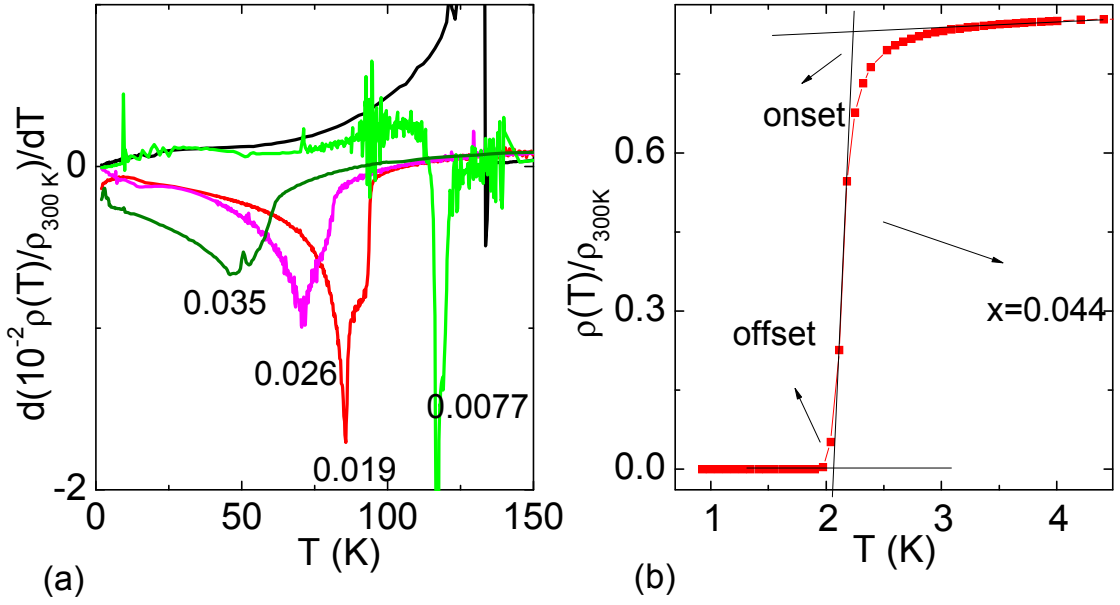 d(10⁻² ρ(T)/ρ₃₀₀ K)/dT
0
-2
0.035
0.026
0.019
0.0077
0
50
100
150
T (K)
(a)
ρ(T)/ρ₃₀₀K
0.6
0.3
0.0
onset
offset
x=0.044
1
2
3
4
T (K)
(b)